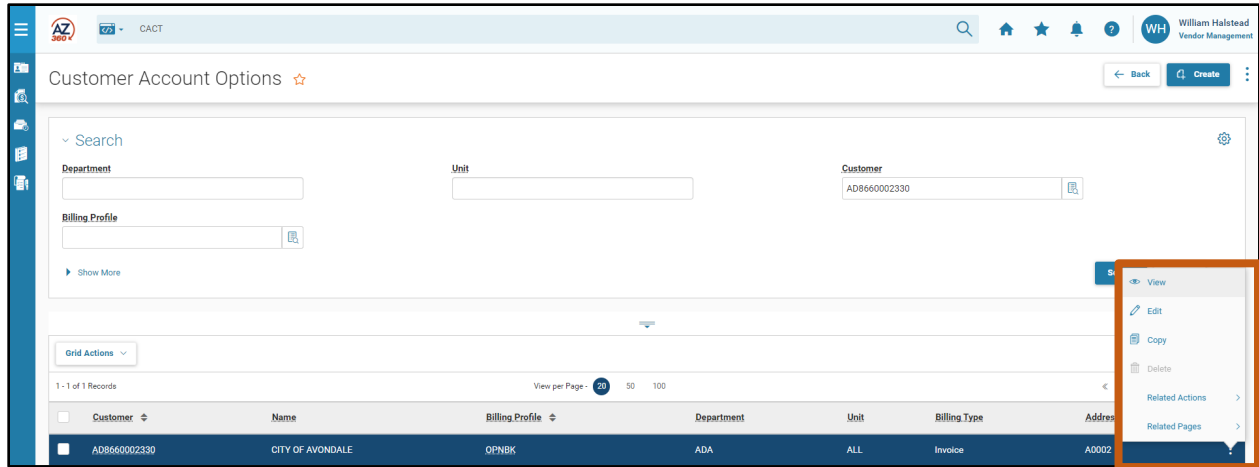 AZ
360
CACT
?
WH
William Halstead
Vendor Management
Customer Account Options
Back
Create
Search
Department
Unit
Customer
AD8660002330
Billing Profile
Show More
View
Edit
Copy
Delete
Related Actions
Related Pages
Grid Actions
1 - 1 of 1 Records
View per Page - 20 50 100
Customer Name Billing Profile Department Unit Billing Type
AD8660002330 CITY OF AVONDALE OPNBK ADA ALL Invoice A0002